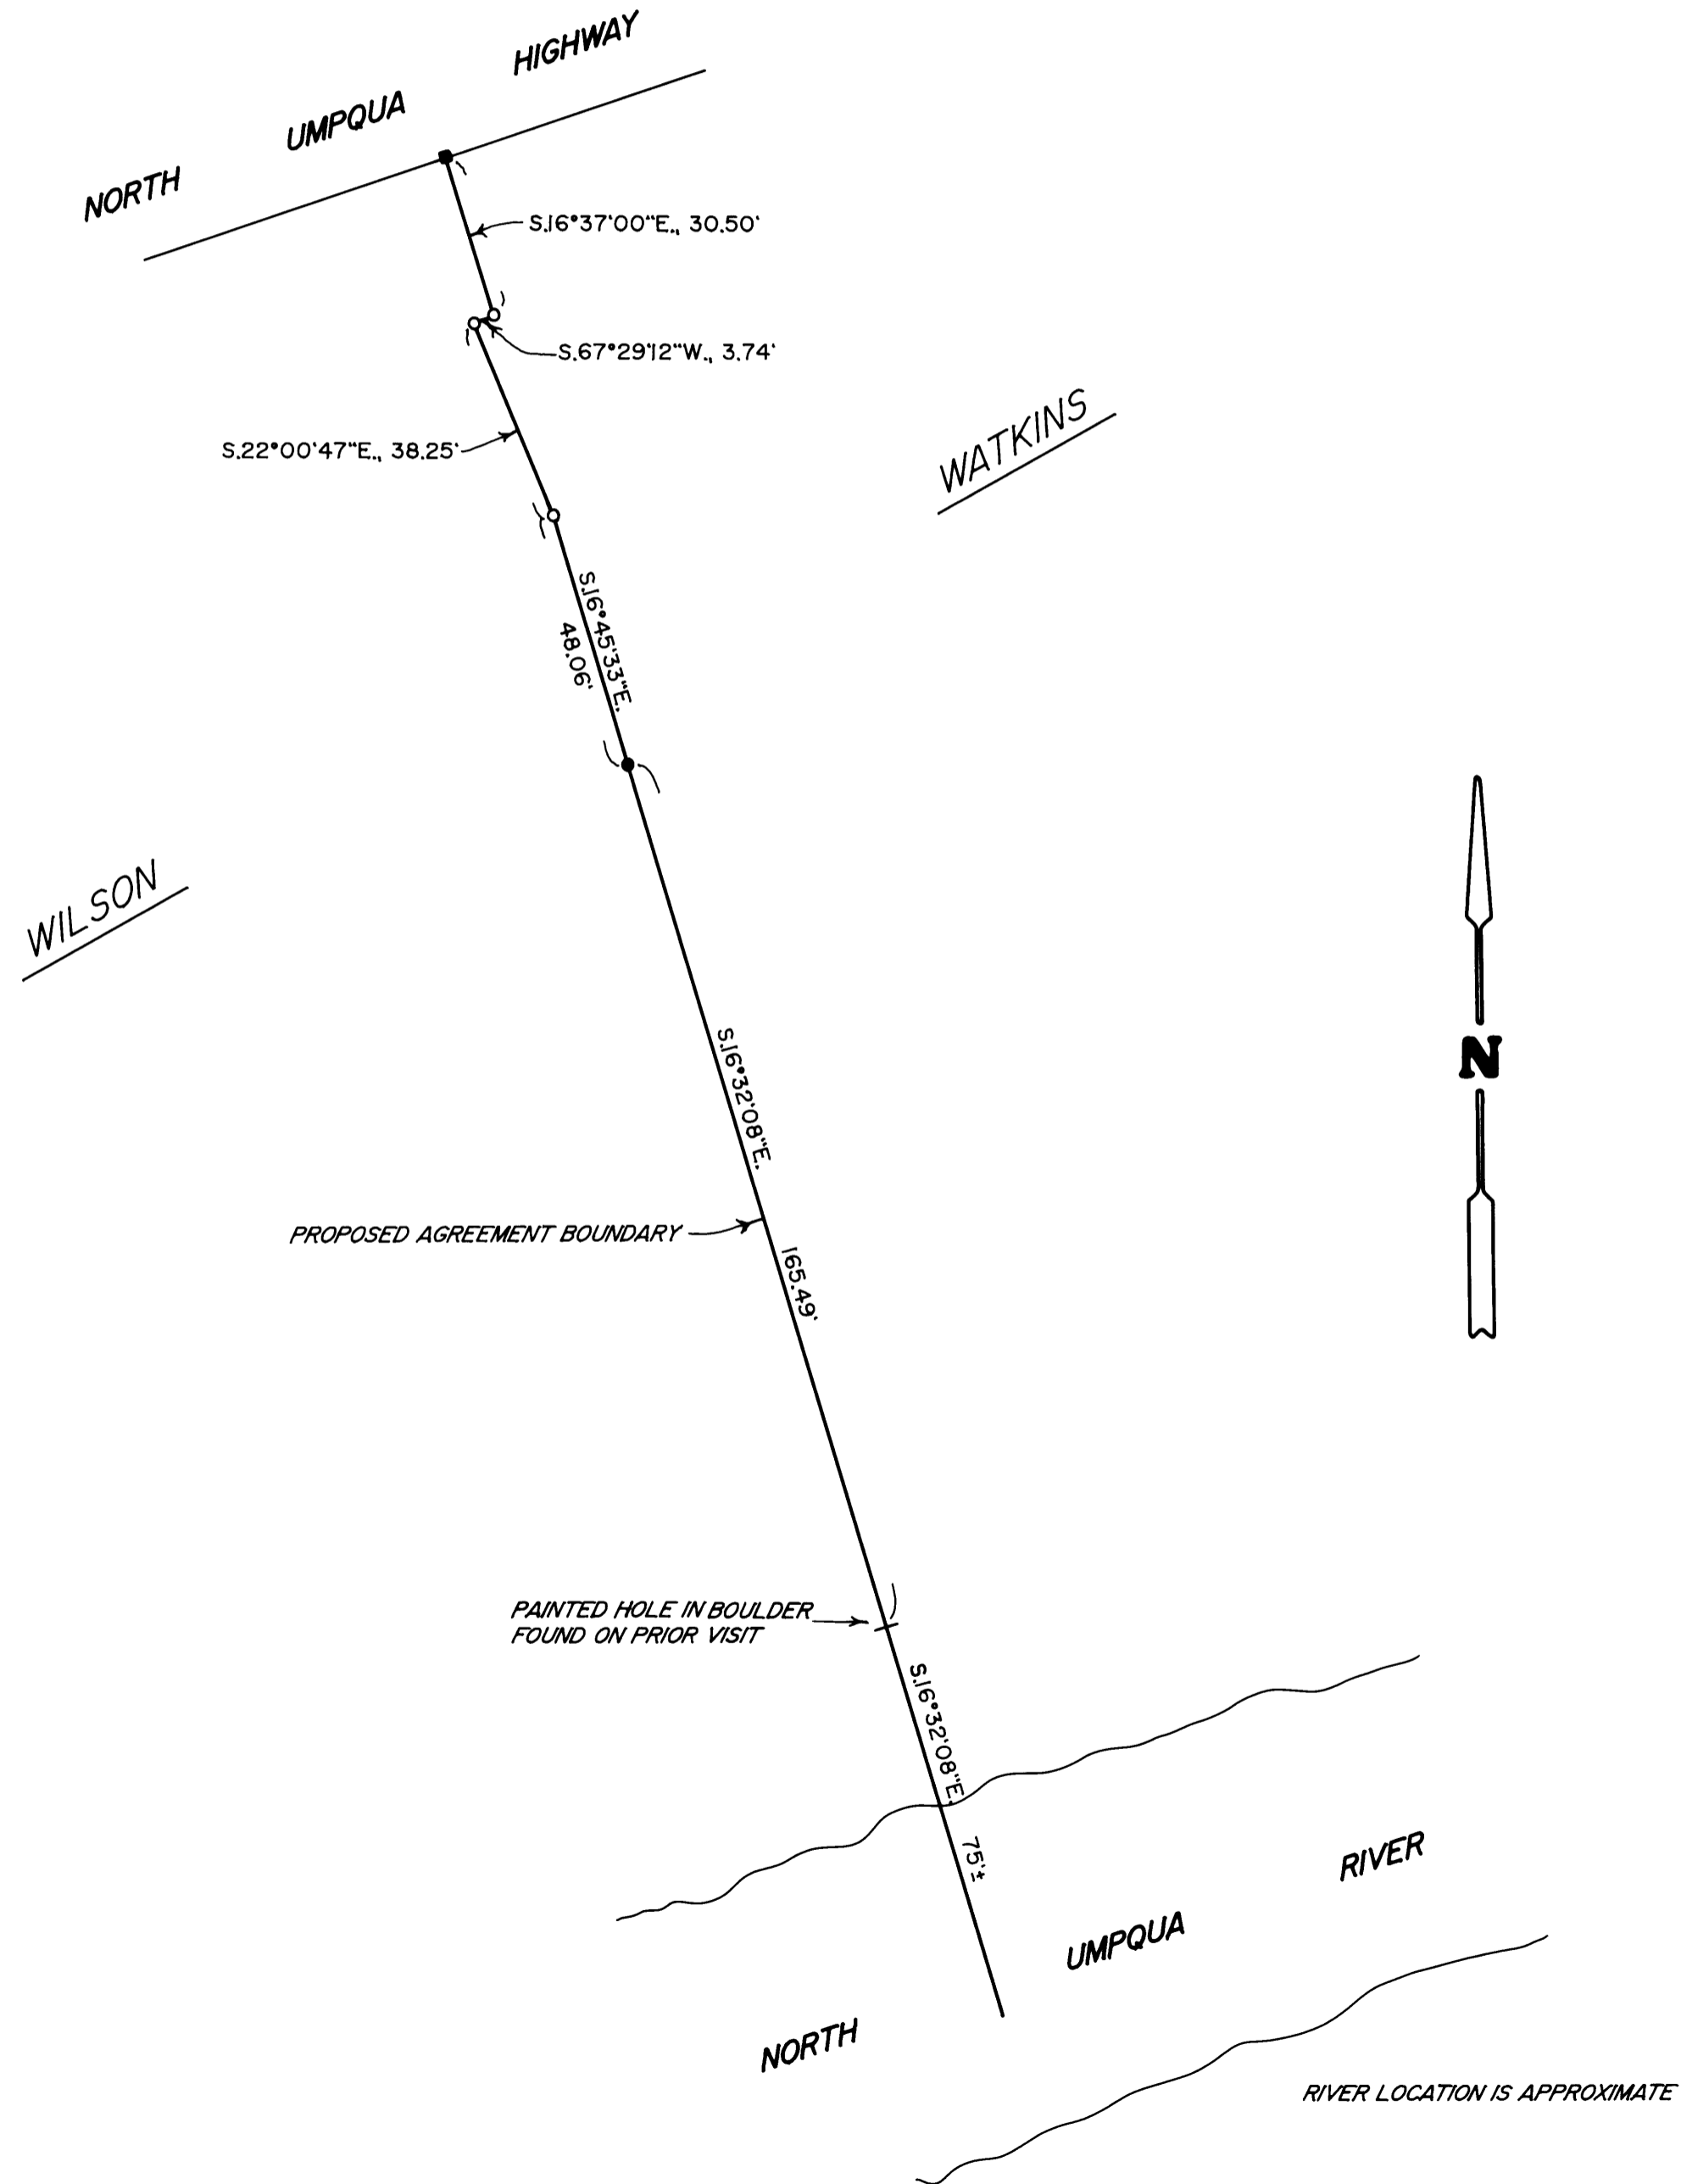 NORTH UMPQUA HIGHWAY
S.16°37'00"E., 30.50'
S.67°29'12"W., 3.74'
WATKINS
S.22°00'47"E., 38.25'
S.16°45'33"E.
48.06'
WILSON
S.16°32'08"E.
N
PROPOSED AGREEMENT BOUNDARY
165.49'
PAINTED HOLE IN BOULDER
FOUND ON PRIOR VISIT
S.16°32'08"E.
75'±
NORTH UMPQUA RIVER
RIVER LOCATION IS APPROXIMATE